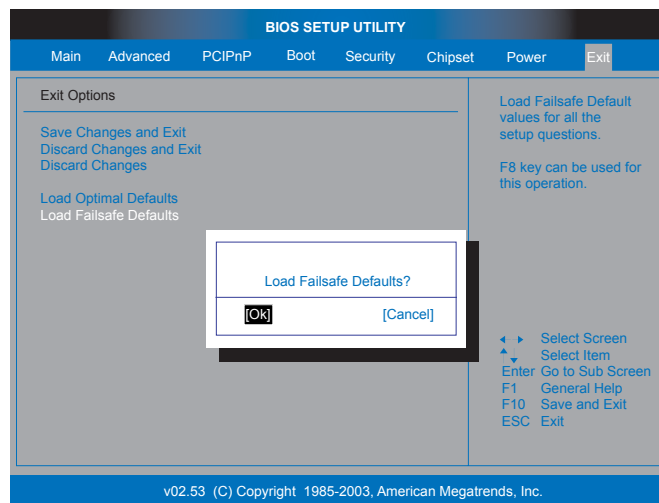 BIOS SETUP UTILITY
Main Advanced PCIPnP Boot Security Chipset Power Exit
Exit Options
Save Changes and Exit
Discard Changes and Exit
Discard Changes
Load Optimal Defaults
Load Failsafe Defaults
Load Failsafe Defaults?
[Ok] [Cancel]
Load Failsafe Default
values for all the
setup questions.
F8 key can be used for
this operation.
Select Screen
Select Item
Enter Go to Sub Screen
F1 General Help
F10 Save and Exit
ESC Exit
v02.53 (C) Copyright 1985-2003, American Megatrends, Inc.